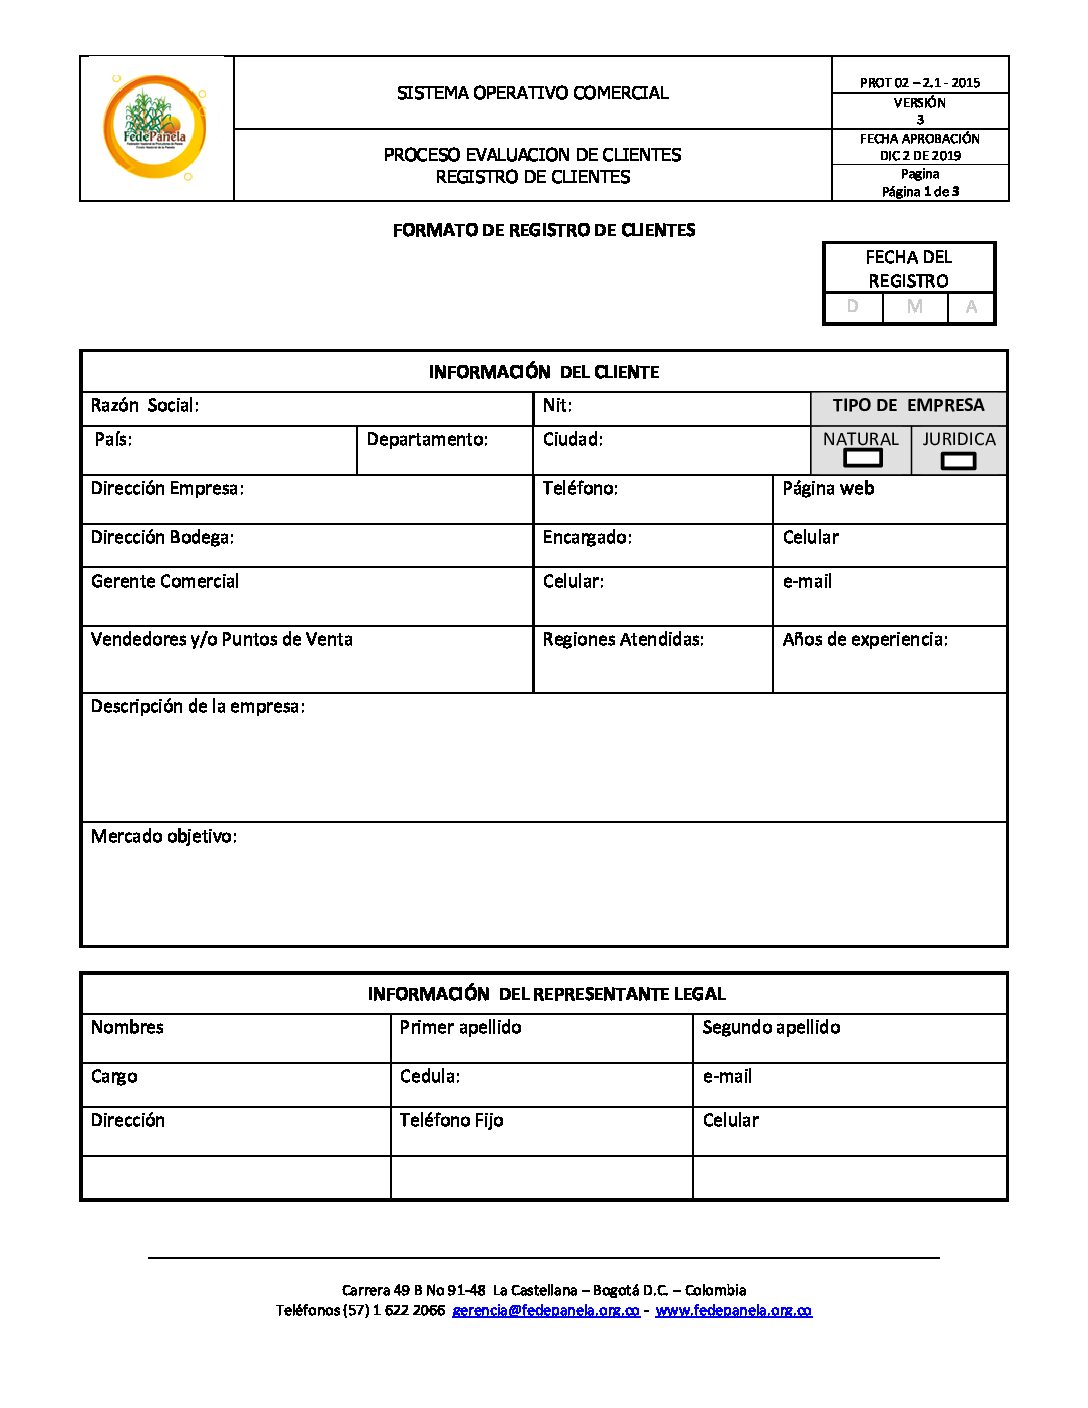 FedePanela
SISTEMA OPERATIVO COMERCIAL
PROT 02 – 2.1 - 2015
VERSIÓN
3
PROCESO EVALUACION DE CLIENTES
REGISTRO DE CLIENTES
FECHA APROBACIÓN
DIC 2 DE 2019
Pagina
Página 1 de 3
FORMATO DE REGISTRO DE CLIENTES
FECHA DEL
REGISTRO
D M A
INFORMACIÓN DEL CLIENTE
Razón Social: Nit: TIPO DE EMPRESA
País: Departamento: Ciudad: NATURAL JURIDICA
Dirección Empresa: Teléfono: Página web
Dirección Bodega: Encargado: Celular
Gerente Comercial Celular: e-mail
Vendedores y/o Puntos de Venta Regiones Atendidas: Años de experiencia:
Descripción de la empresa:
Mercado objetivo:
INFORMACIÓN DEL REPRESENTANTE LEGAL
Nombres Primer apellido Segundo apellido
Cargo Cedula: e-mail
Dirección Teléfono Fijo Celular
Carrera 49 B No 91-48 La Castellana – Bogotá D.C. – Colombia
Teléfonos (57) 1 622 2066 gerencia@fedepanela.org.co - www.fedepanela.org.co